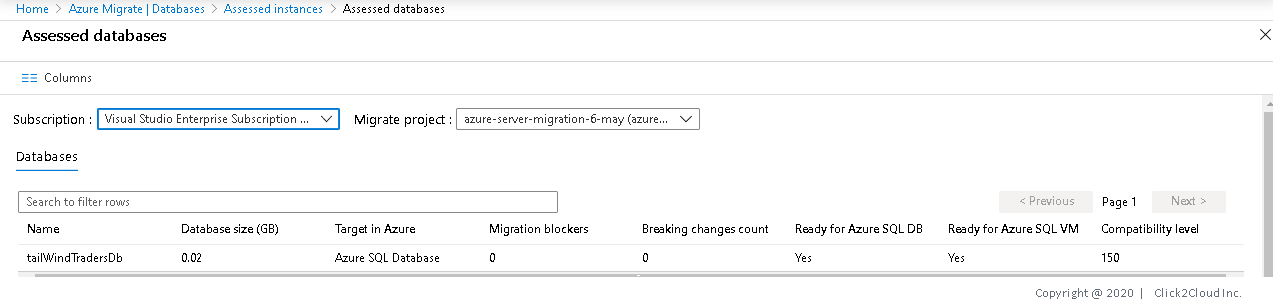 Home > Azure Migrate | Databases > Assessed instances > Assessed databases
Assessed databases
Columns
Subscription : Visual Studio Enterprise Subscription ... Migrate project : azure-server-migration-6-may (azure...
Databases
Search to filter rows < Previous Page 1 Next >
Name Database size (GB) Target in Azure Migration blockers Breaking changes count Ready for Azure SQL DB Ready for Azure SQL VM Compatibility level
tailWindTradersDb 0.02 Azure SQL Database 0 0 Yes Yes 150
Copyright @ 2020 | Click2Cloud Inc.